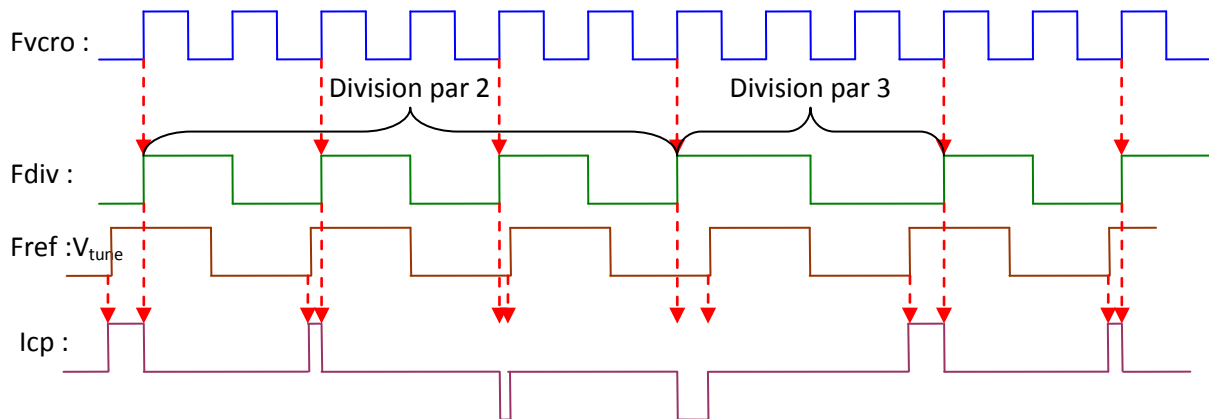 Fvcro :
Division par 2
Division par 3
Fdiv :
Fref :Vtune
Icp :